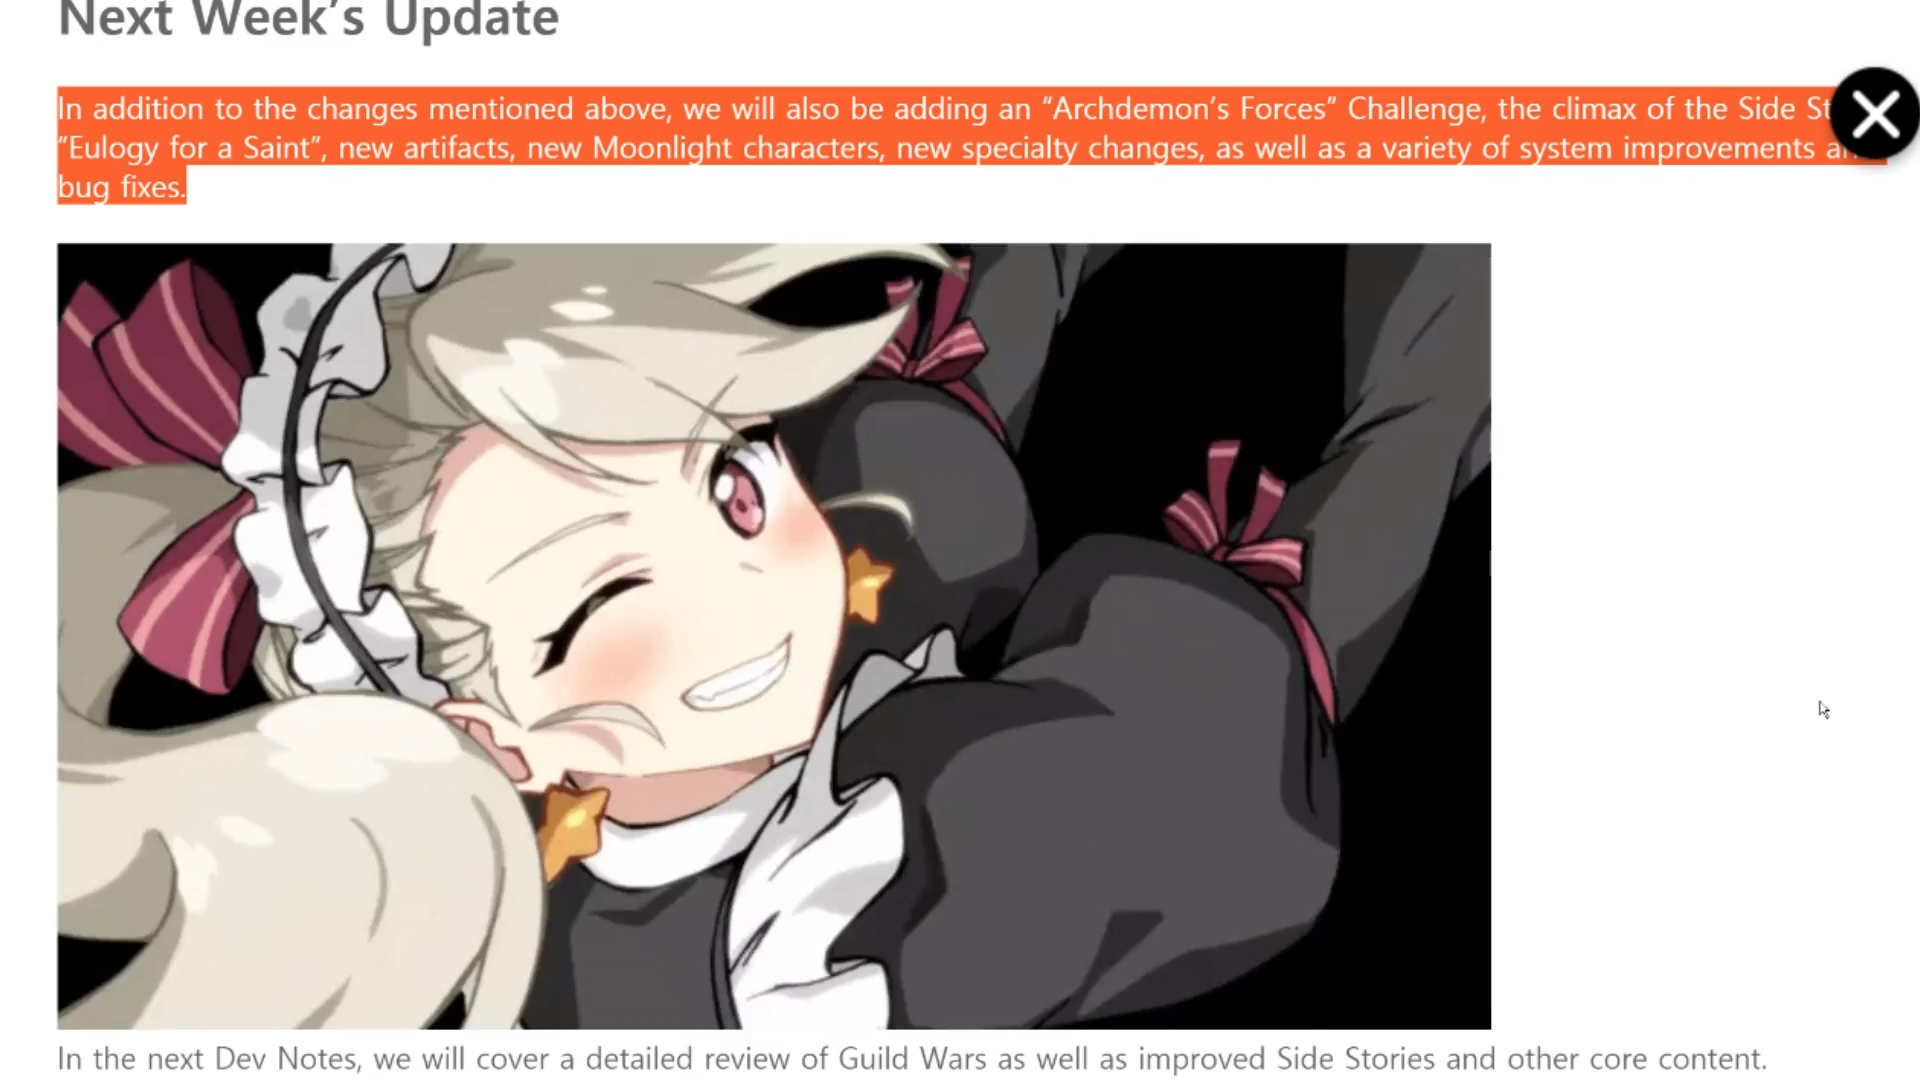 Next Week's Update
In addition to the changes mentioned above, we will also be adding an “Archdemon's Forces” Challenge, the climax of the Side
“Eulogy for a Saint”, new artifacts, new Moonlight characters, new specialty changes, as well as a variety of system improvements
bug fixes.
In the next Dev Notes, we will cover a detailed review of Guild Wars as well as improved Side Stories and other core content.